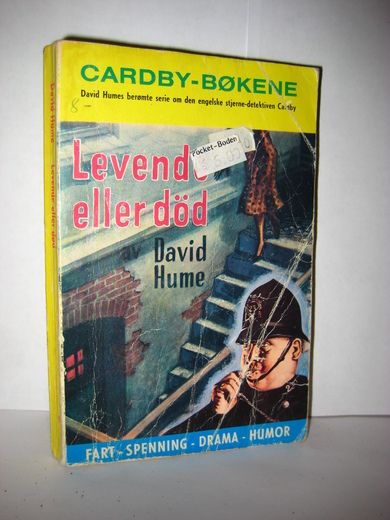 CARDBY-BØKENE
David Humes berømte serie om den engelske stjerne-detektiven Cardby
8-
Pocket-Boden
Levende
eller död
av David
Hume
FART - SPENNING - DRAMA - HUMOR
David Hume Levende eller död